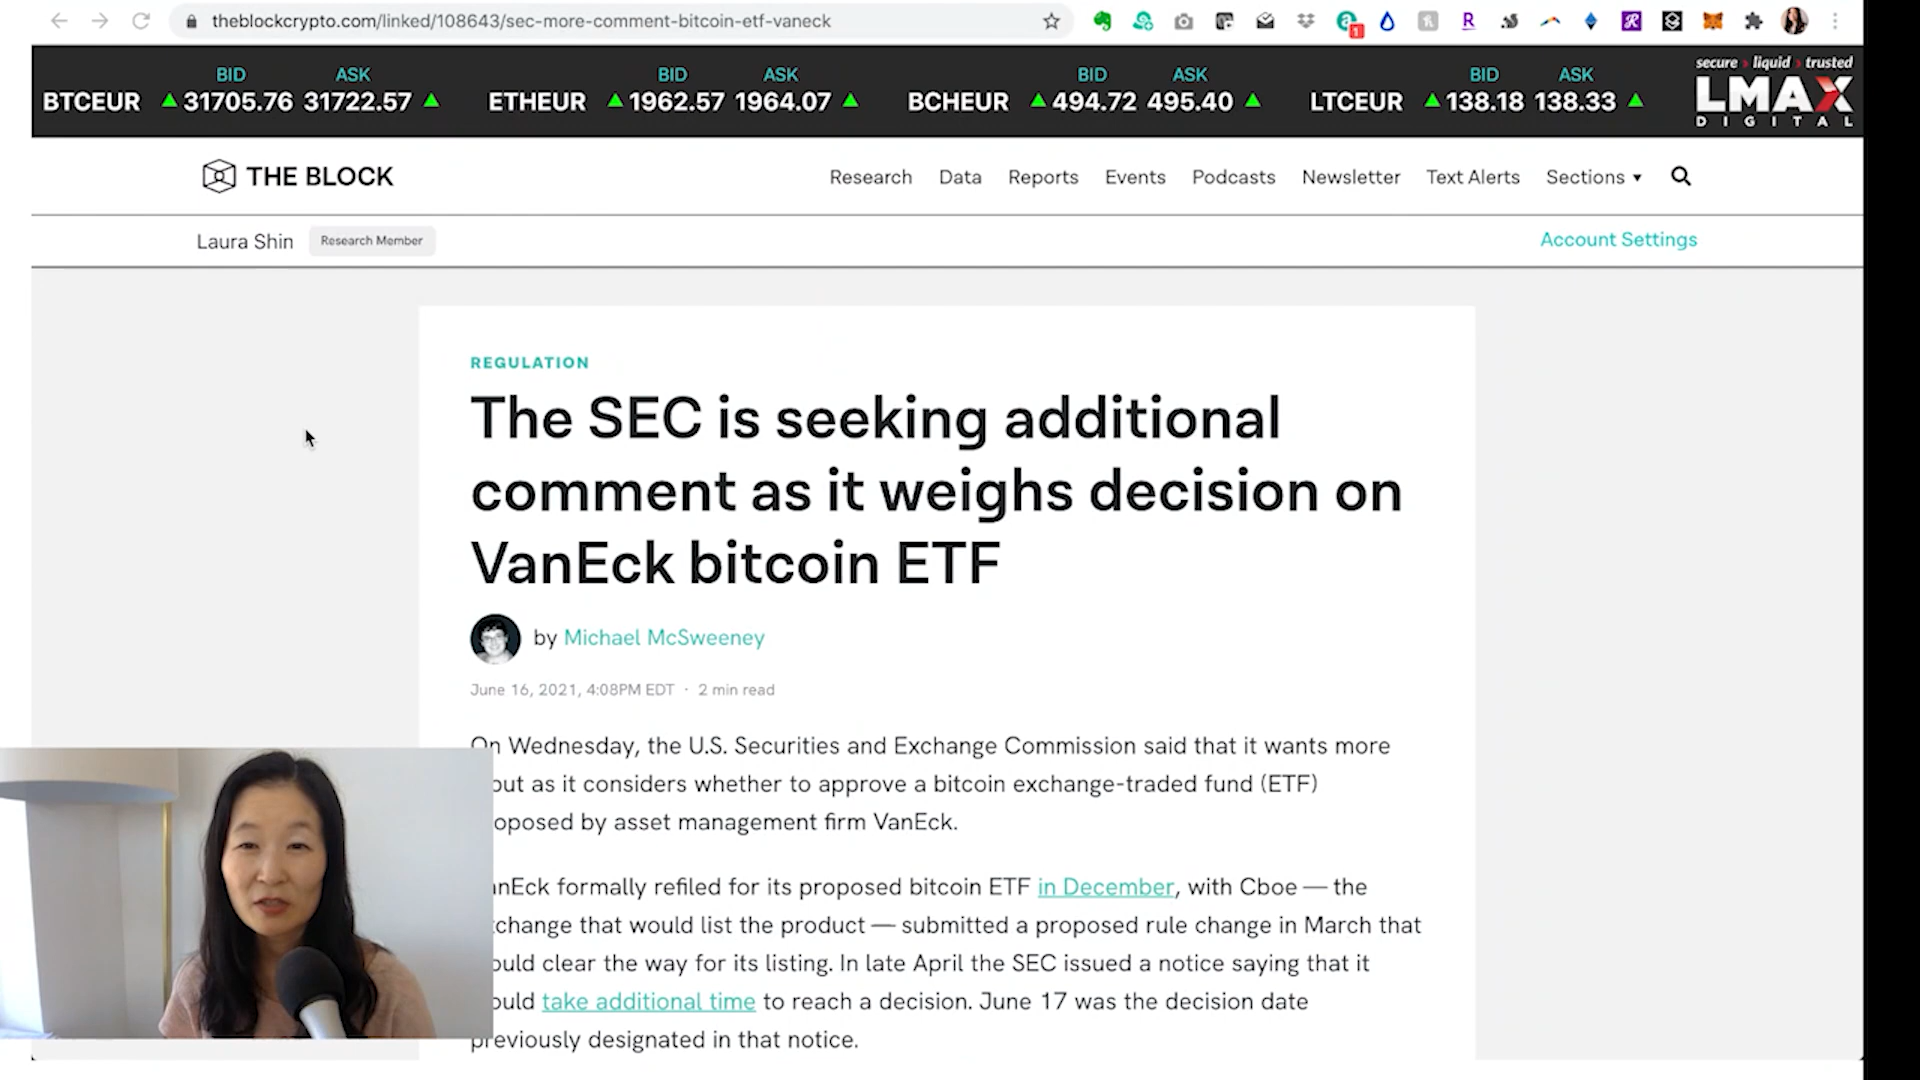 theblockcrypto.com/linked/108643/sec-more-comment-bitcoin-etf-vaneck
secure › liquid › trusted
BID ASK BID ASK BID ASK BID ASK
BTCEUR 31705.76 31722.57 ETHEUR 1962.57 1964.07 BCHEUR 494.72 495.40 LTCEUR 138.18 138.33
LMAX
DIGITAL
THE BLOCK
Research Data Reports Events Podcasts Newsletter Text Alerts Sections
Laura Shin Research Member Account Settings
REGULATION
The SEC is seeking additional
comment as it weighs decision on
VanEck bitcoin ETF
by Michael McSweeney
June 16, 2021, 4:08PM EDT · 2 min read
On Wednesday, the U.S. Securities and Exchange Commission said that it wants more
put as it considers whether to approve a bitcoin exchange-traded fund (ETF)
oposed by asset management firm VanEck.
anEck formally refiled for its proposed bitcoin ETF in December, with Cboe — the
change that would list the product — submitted a proposed rule change in March that
ould clear the way for its listing. In late April the SEC issued a notice saying that it
ould take additional time to reach a decision. June 17 was the decision date
previously designated in that notice.